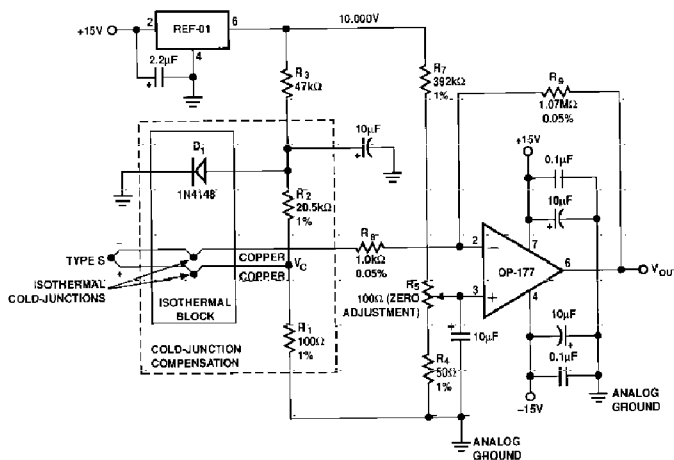 +15V
2
REF-01
6
4
10.000V
2.2µF
+
R3
47kΩ
R7
392kΩ
1%
R9
1.07MΩ
0.05%
+15V
0.1µF
10µF
+
10µF
+
D1
1N4148
R2
20.5kΩ
1%
R8
1.0kΩ
0.05%
2
−
7
6
VOUT
OP-177
3
+
4
TYPE S
−
+
COPPER
VC
COPPER
ISOTHERMAL
COLD-JUNCTIONS
ISOTHERMAL
BLOCK
R5
100Ω (ZERO
ADJUSTMENT)
+
10µF
R1
100Ω
1%
R4
50Ω
1%
COLD-JUNCTION
COMPENSATION
10µF
+
0.1µF
−15V
ANALOG
GROUND
ANALOG
GROUND